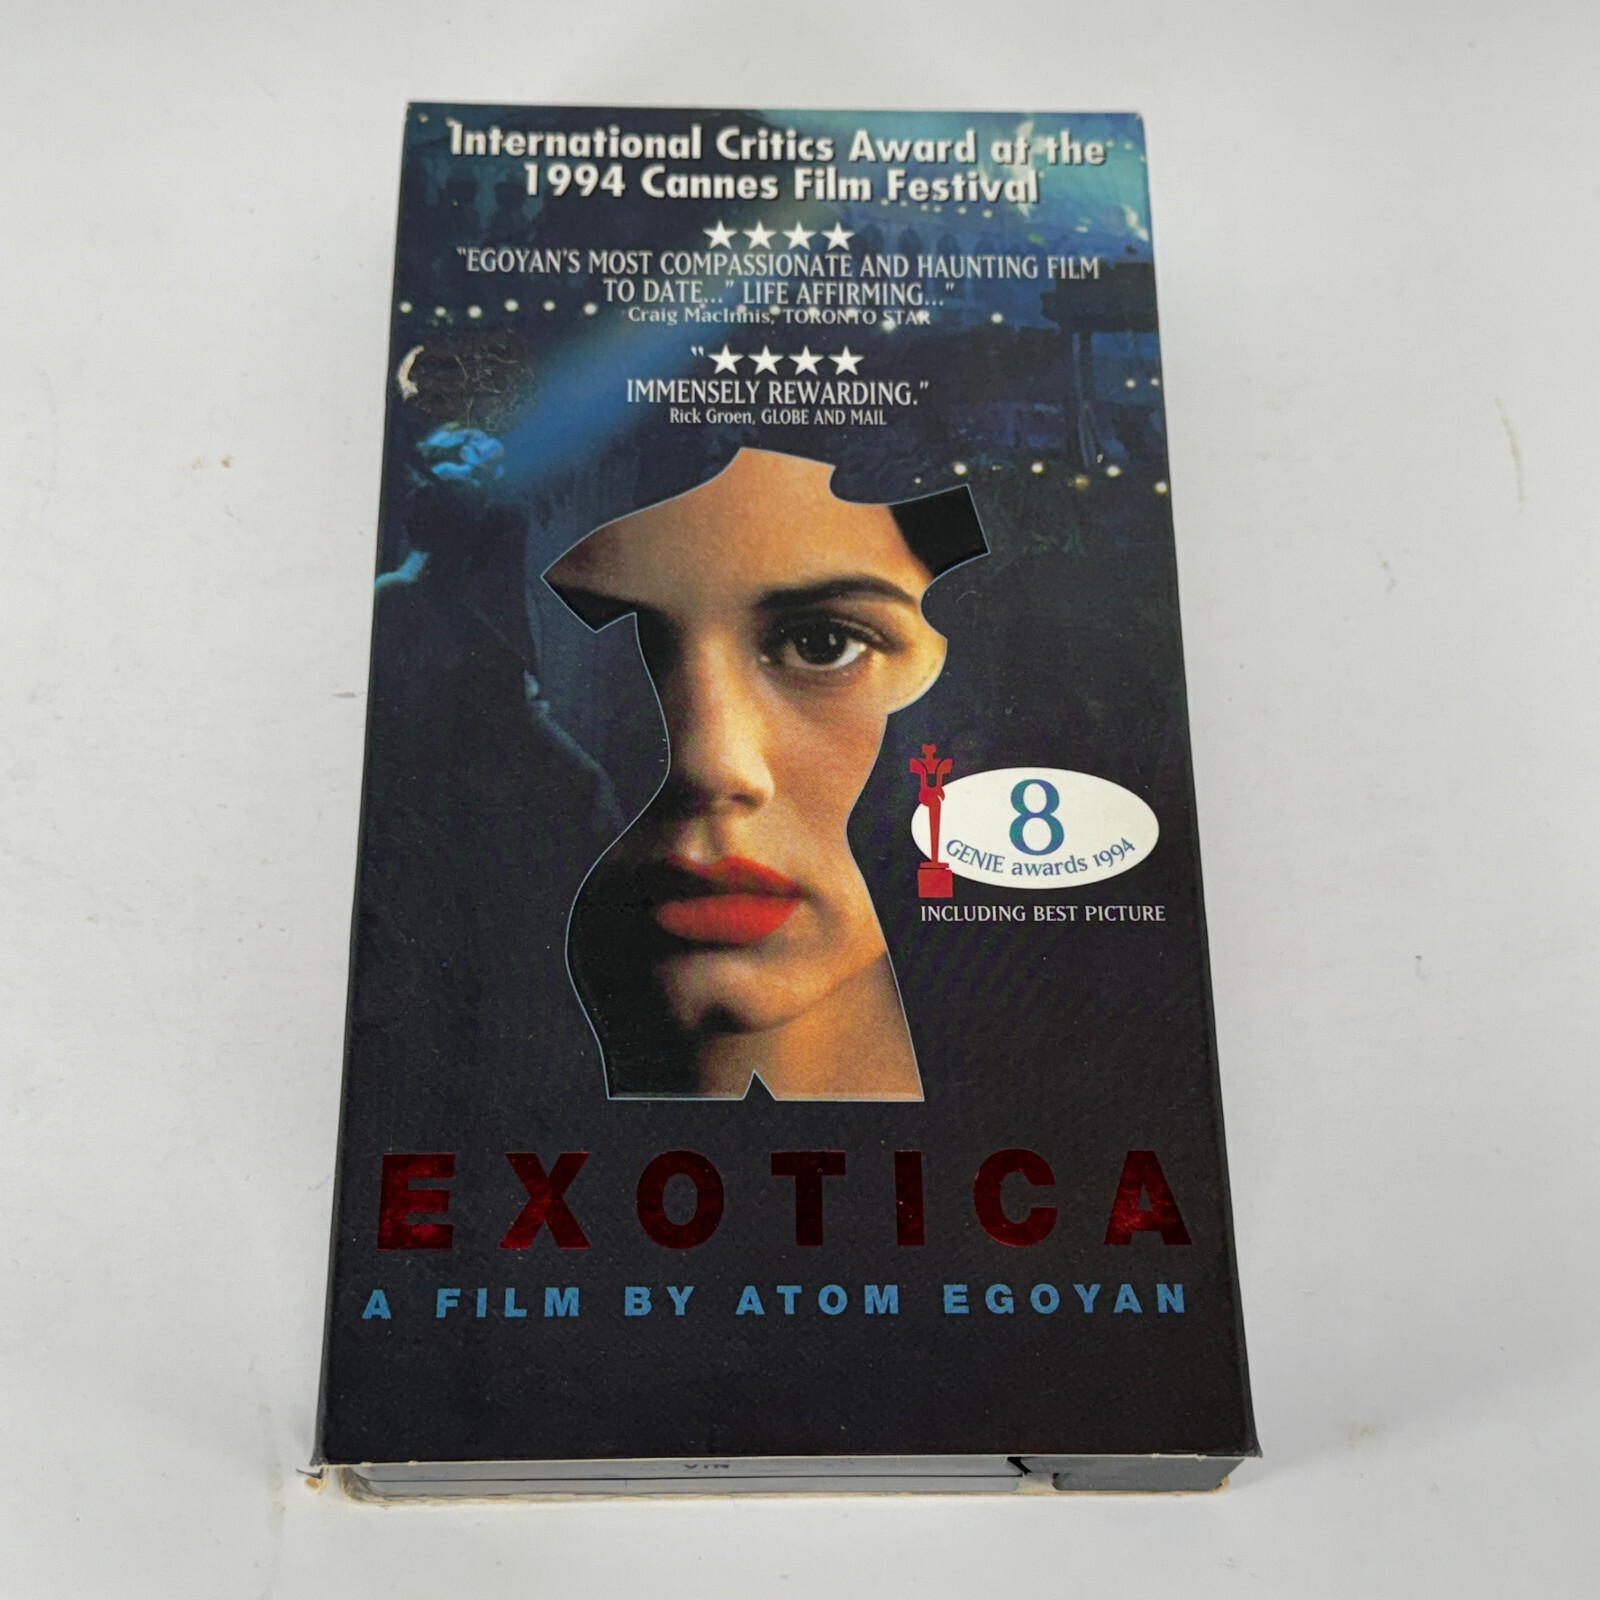 International Critics Award at the
1994 Cannes Film Festival
"EGOYAN'S MOST COMPASSIONATE AND HAUNTING FILM
TO DATE..." LIFE AFFIRMING..."
Craig MacInnis, TORONTO STAR
"★★★★
IMMENSELY REWARDING."
Rick Groen, GLOBE AND MAIL
8
GENIE awards 1994
INCLUDING BEST PICTURE
EXOTICA
A FILM BY ATOM EGOYAN